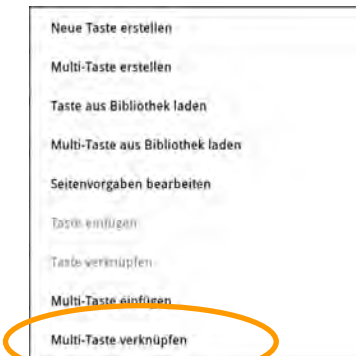 Neue Taste erstellen
Multi-Taste erstellen
Taste aus Bibliothek laden
Multi-Taste aus Bibliothek laden
Seitenvorgaben bearbeiten
Taste einfügen
Taste verknüpfen
Multi-Taste einfügen
Multi-Taste verknüpfen